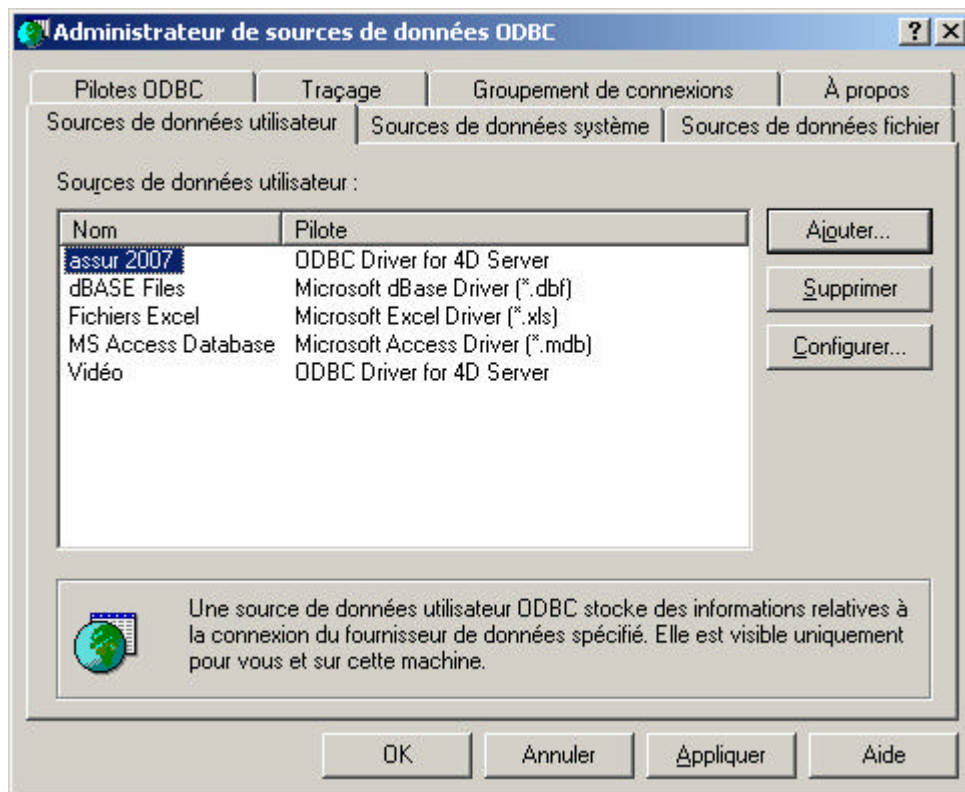 Administrateur de sources de données ODBC
Pilotes ODBC Traçage Groupement de connexions À propos
Sources de données utilisateur Sources de données système Sources de données fichier
Sources de données utilisateur :
Nom Pilote
assur 2007 ODBC Driver for 4D Server
dBASE Files Microsoft dBase Driver (*.dbf)
Fichiers Excel Microsoft Excel Driver (*.xls)
MS Access Database Microsoft Access Driver (*.mdb)
Vidéo ODBC Driver for 4D Server
Ajouter...
Supprimer
Configurer...
Une source de données utilisateur ODBC stocke des informations relatives à
la connexion du fournisseur de données spécifié. Elle est visible uniquement
pour vous et sur cette machine.
OK Annuler Appliquer Aide